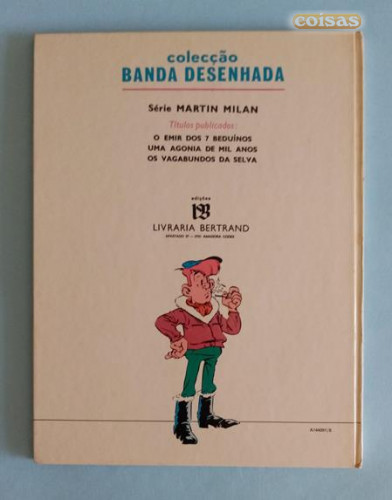 coisas
colecção
BANDA DESENHADA
Série MARTIN MILAN
Títulos publicados:
O EMIR DOS 7 BEDUÍNOS
UMA AGONIA DE MIL ANOS
OS VAGABUNDOS DA SELVA
edições
LIVRARIA BERTRAND